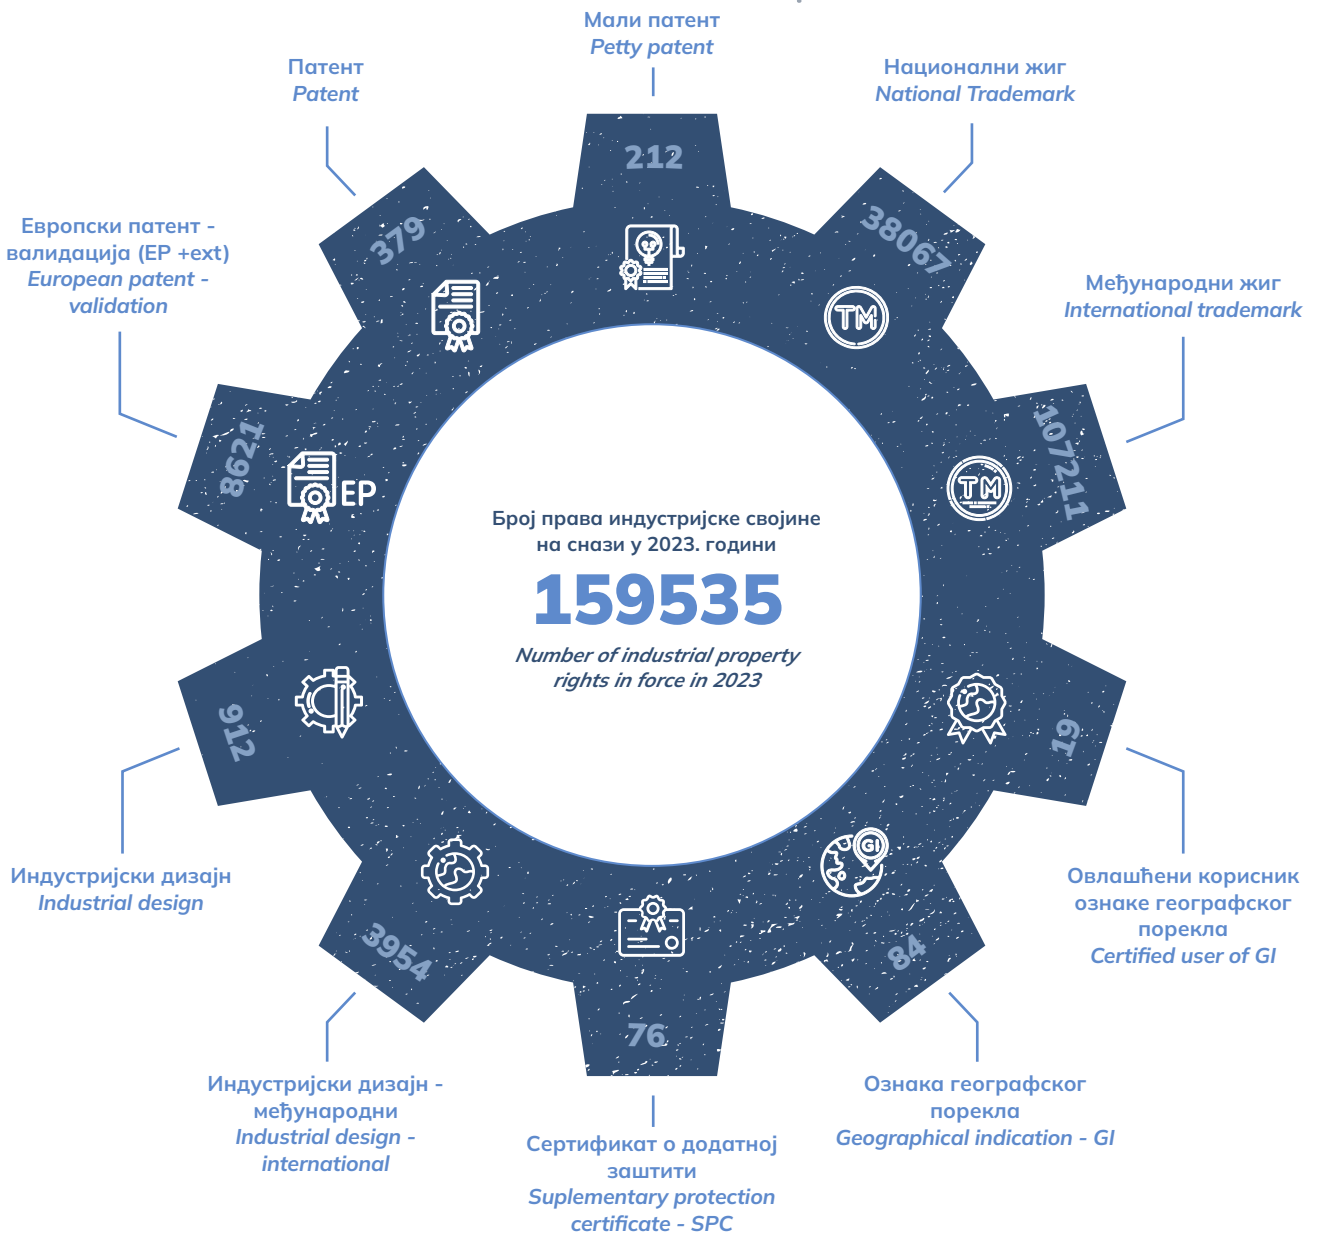 Мали патент
Petty patent
212
Национални жиг
National Trademark
38067
Међународни жиг
International trademark
107211
Овлашћени корисник
ознаке географског
порекла
Certified user of GI
19
Ознака географског
порекла
Geographical indication - GI
84
Сертификат о додатној
заштити
Suplementary protection
certificate - SPC
76
Индустријски дизајн -
међународни
Industrial design -
international
3954
Индустријски дизајн
Industrial design
912
Европски патент -
валидација (EP +ext)
European patent -
validation
8621
Патент
Patent
379
TM
TM
GI
EP
Број права индустријске својине
на снази у 2023. години
159535
Number of industrial property
rights in force in 2023